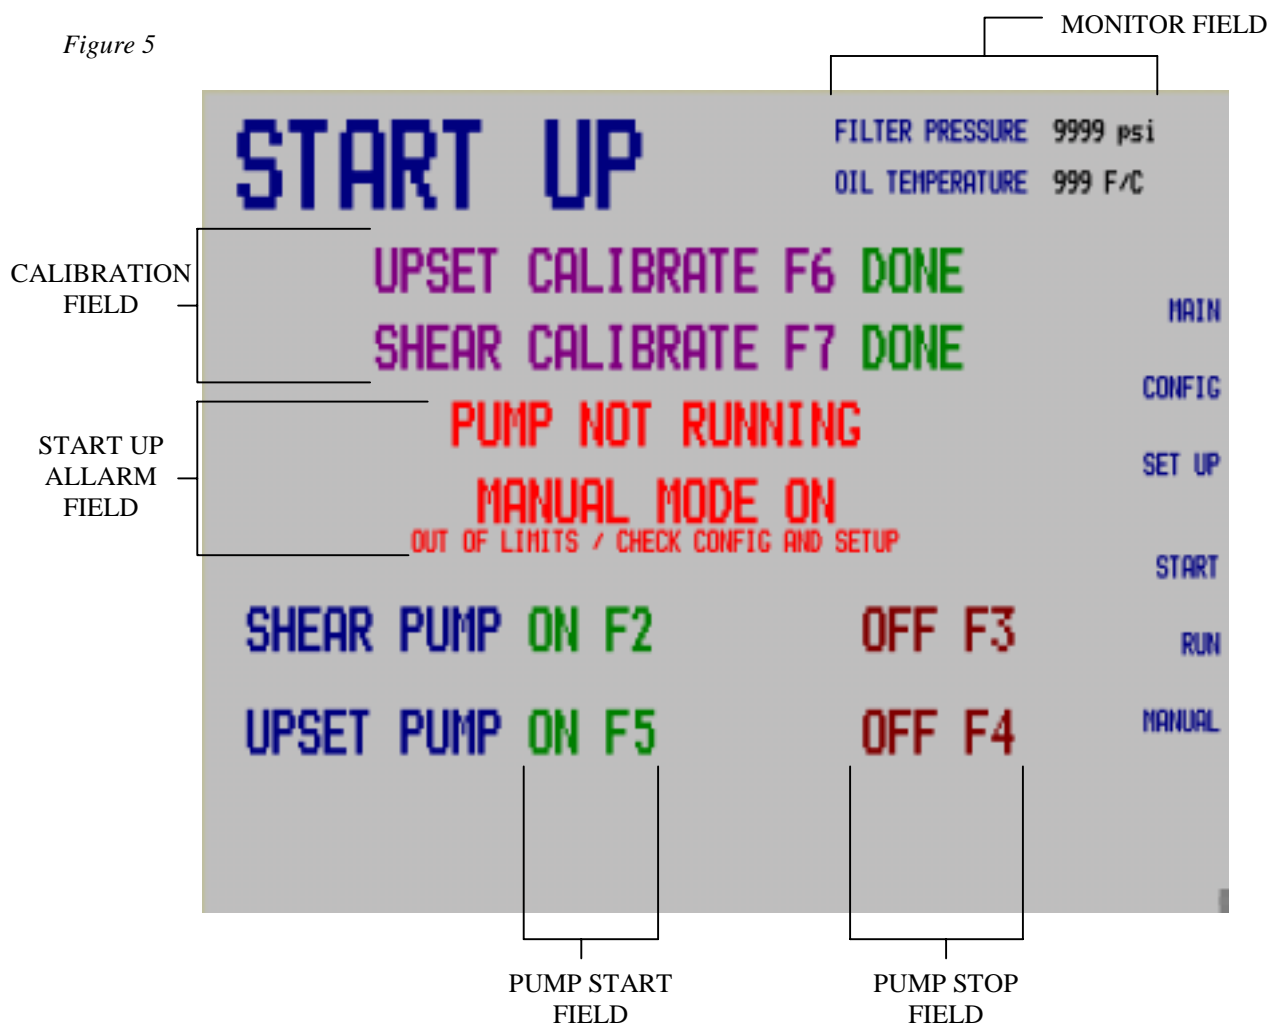 MONITOR FIELD
Figure 5
START UP
FILTER PRESSURE 9999 psi
OIL TEMPERATURE 999 F/C
CALIBRATION
FIELD
UPSET CALIBRATE F6 DONE
SHEAR CALIBRATE F7 DONE
MAIN
CONFIG
SET UP
START
RUN
MANUAL
START UP
ALLARM
FIELD
PUMP NOT RUNNING
MANUAL MODE ON
OUT OF LIMITS / CHECK CONFIG AND SETUP
SHEAR PUMP ON F2 OFF F3
UPSET PUMP ON F5 OFF F4
PUMP START
FIELD
PUMP STOP
FIELD